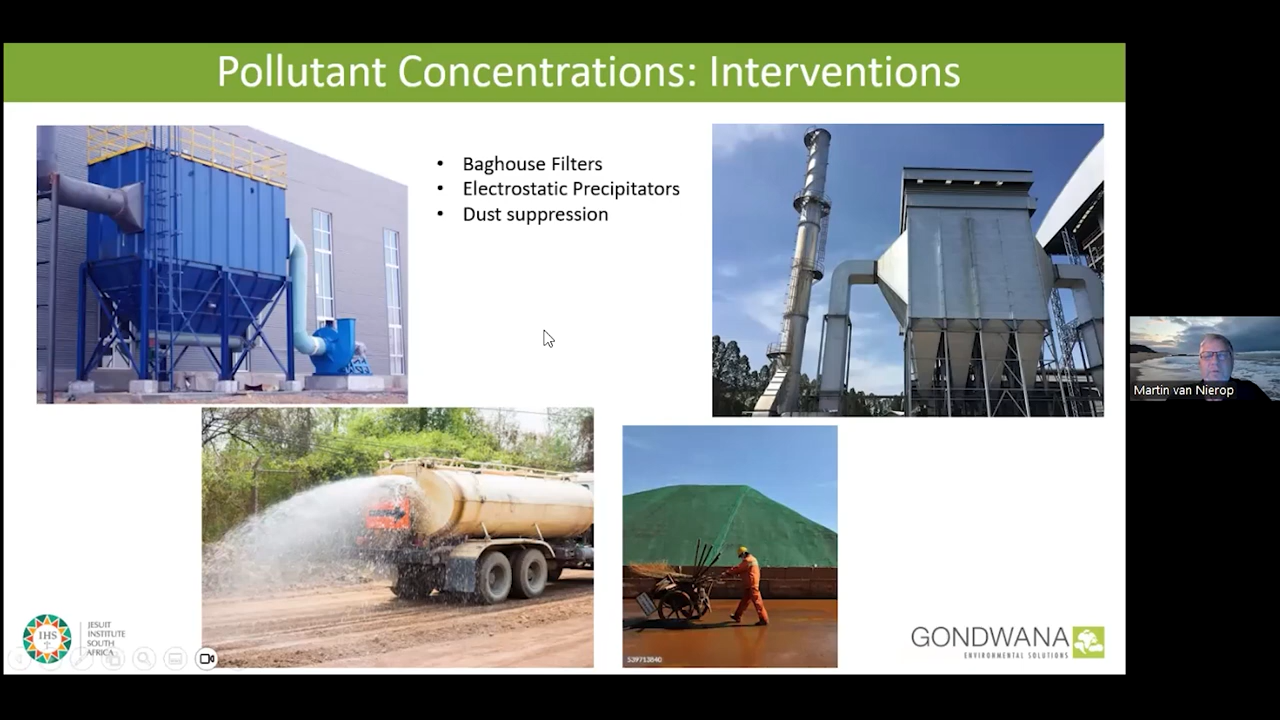 Pollutant Concentrations: Interventions
• Baghouse Filters
• Electrostatic Precipitators
• Dust suppression
Martin van Nierop
539713840
IHS
JESUIT
INSTITUTE
SOUTH
AFRICA
GONDWANA
ENVIRONMENTAL SOLUTIONS